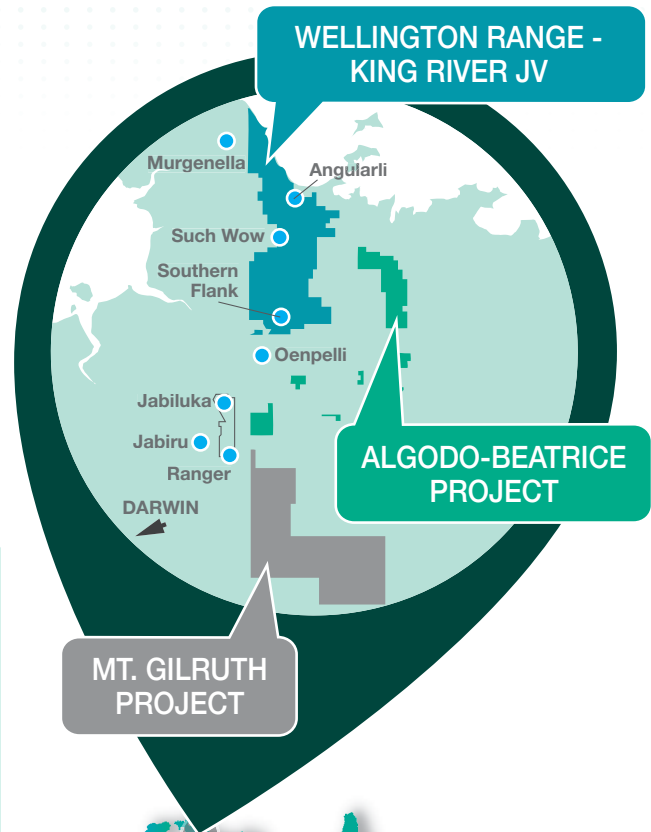 WELLINGTON RANGE -
KING RIVER JV
Murgenella
Angularli
Such Wow
Southern
Flank
Oenpelli
Jabiluka
Jabiru
Ranger
DARWIN
ALGODO-BEATRICE
PROJECT
MT. GILRUTH
PROJECT